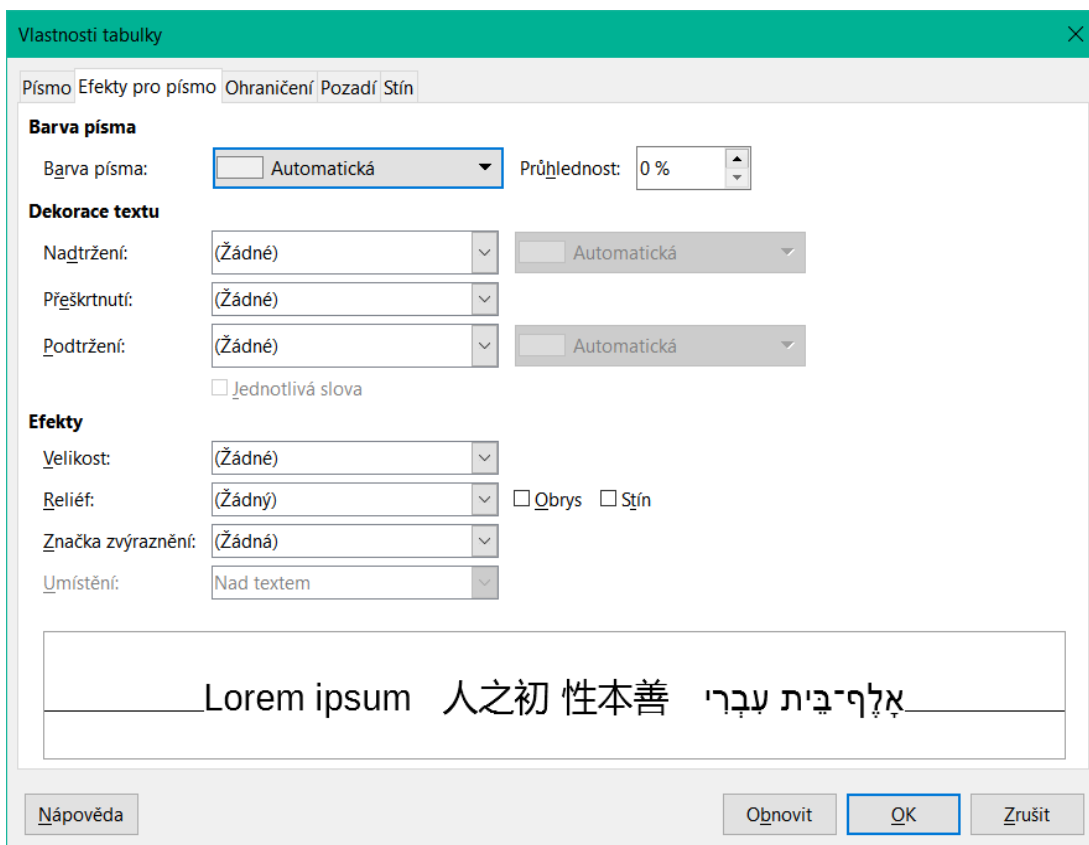 Vlastnosti tabulky
Písmo Efekty pro písmo Ohraničení Pozadí Stín
Barva písma
Barva písma: Automatická Průhlednost: 0 %
Dekorace textu
Nadtržení: (Žádné) Automatická
Přeškrtnutí: (Žádné)
Podtržení: (Žádné) Automatická
Jednotlivá slova
Efekty
Velikost: (Žádné)
Reliéf: (Žádný) Obrys Stín
Značka zvýraznění: (Žádná)
Umístění: Nad textem
Lorem ipsum 人之初 性本善 אָלֶף־בֵּית עִבְרִי
Nápověda Obnovit OK Zrušit